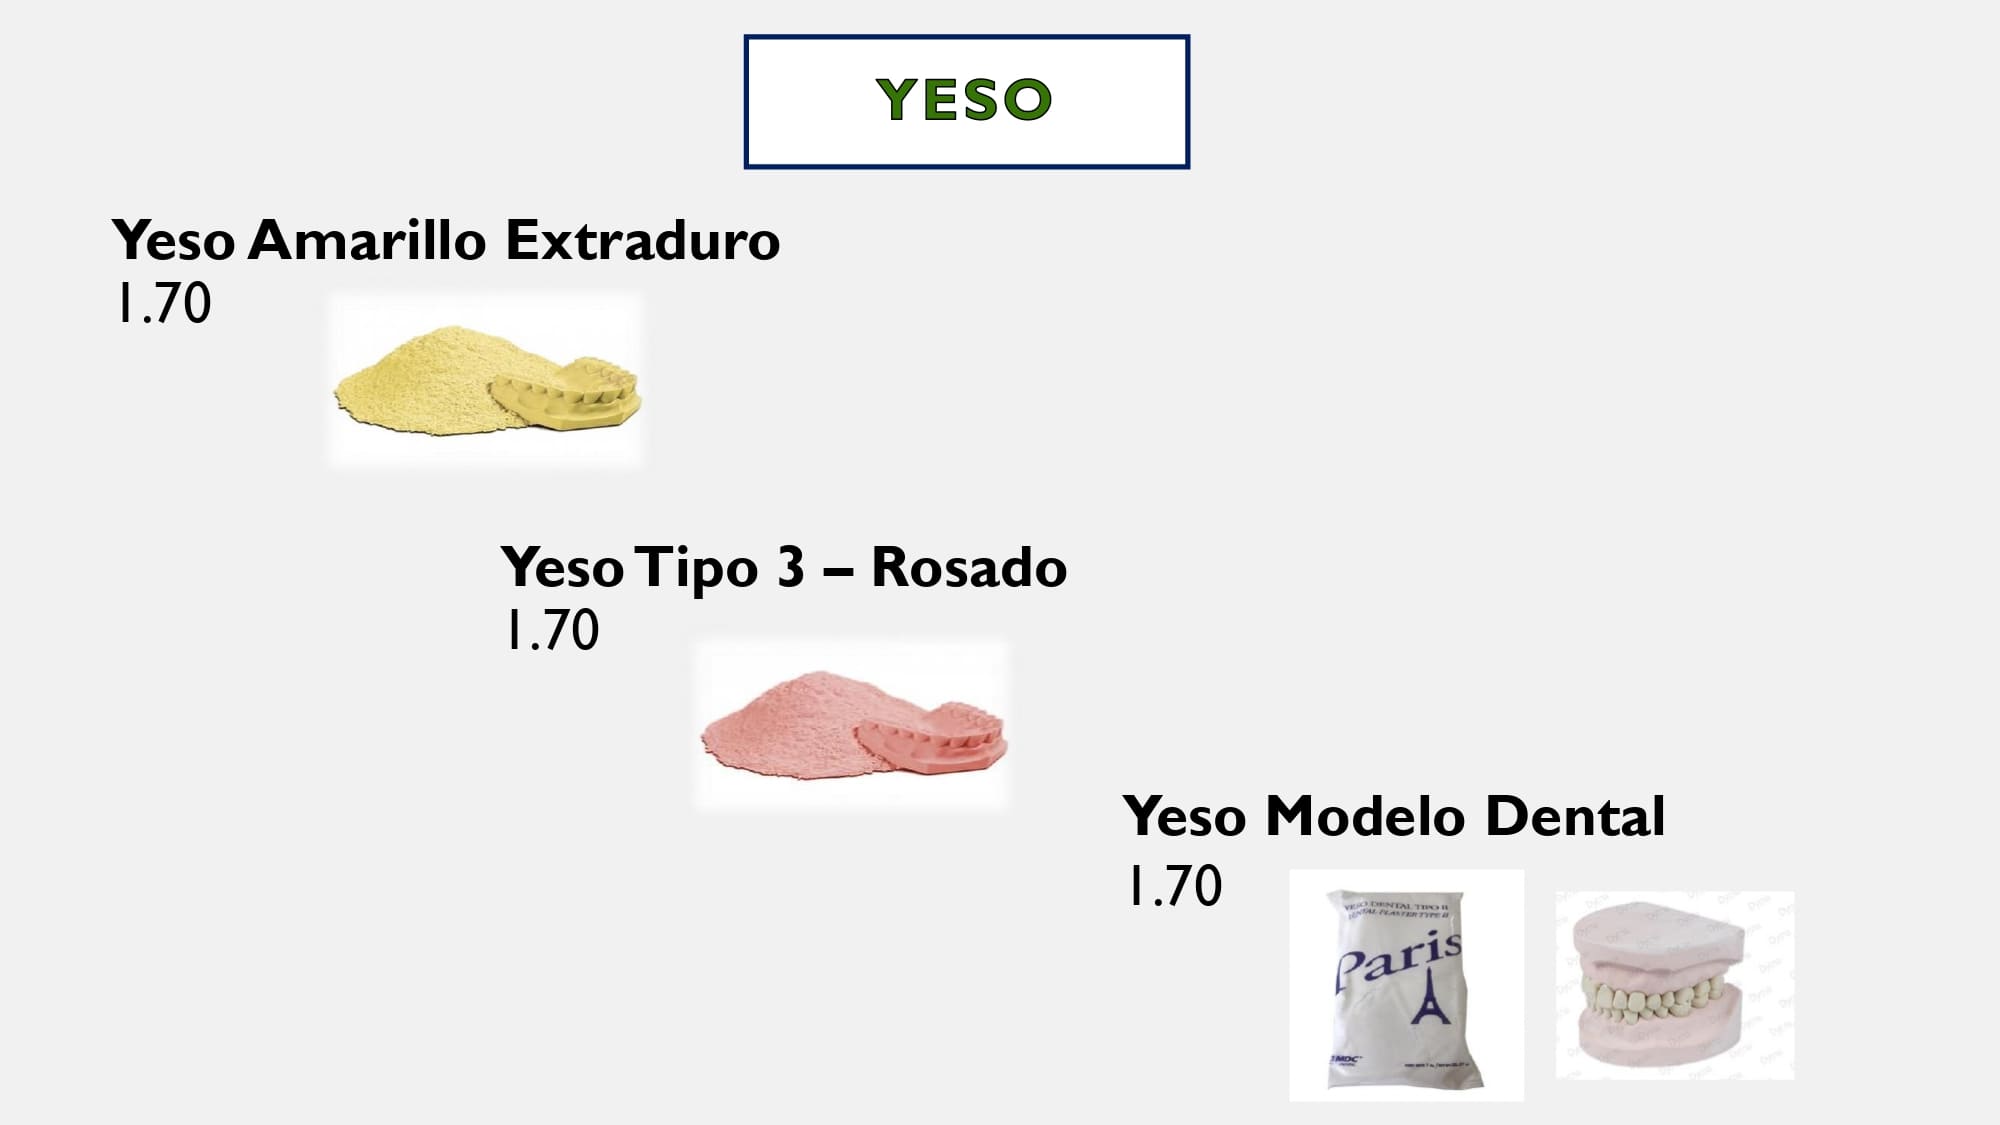 YESO
Yeso Amarillo Extraduro
1.70
Yeso Tipo 3 – Rosado
1.70
Yeso Modelo Dental
1.70
YESO DENTAL TIPO II
DENTAL PLASTER TYPE II
Paris
MDC